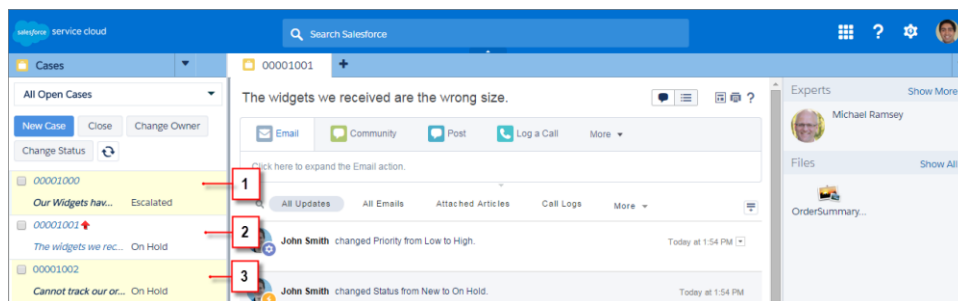 salesforce service cloud
Search Salesforce
Cases
00001001
All Open Cases
The widgets we received are the wrong size.
Experts
Show More
Michael Ramsey
New Case
Close
Change Owner
Change Status
Email
Community
Post
Log a Call
More
Click here to expand the Email action.
Files
Show All
OrderSummary...
00001000
Our Widgets hav...
Escalated
1
All Updates
All Emails
Attached Articles
Call Logs
More
00001001
The widgets we rec...
On Hold
2
John Smith changed Priority from Low to High.
Today at 1:54 PM
00001002
Cannot track our or...
On Hold
3
John Smith changed Status from New to On Hold.
Today at 1:54 PM